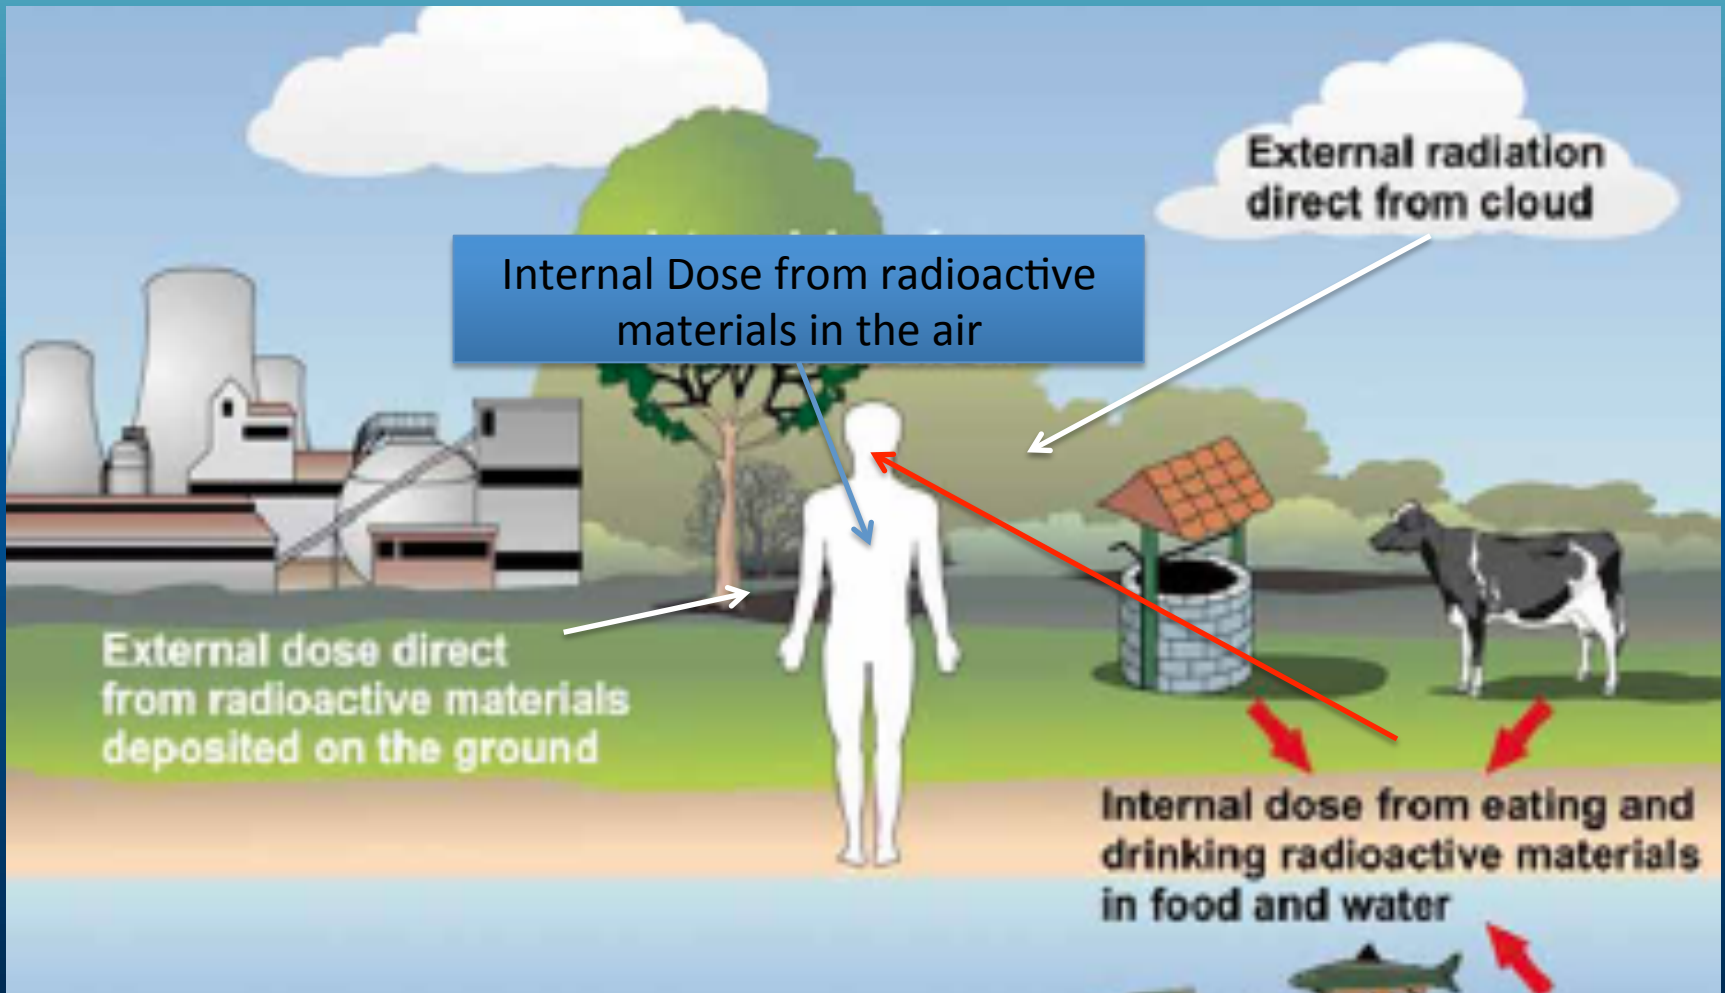 External radiation
direct from cloud
Internal Dose from radioactive
materials in the air
External dose direct
from radioactive materials
deposited on the ground
Internal dose from eating and
drinking radioactive materials
in food and water